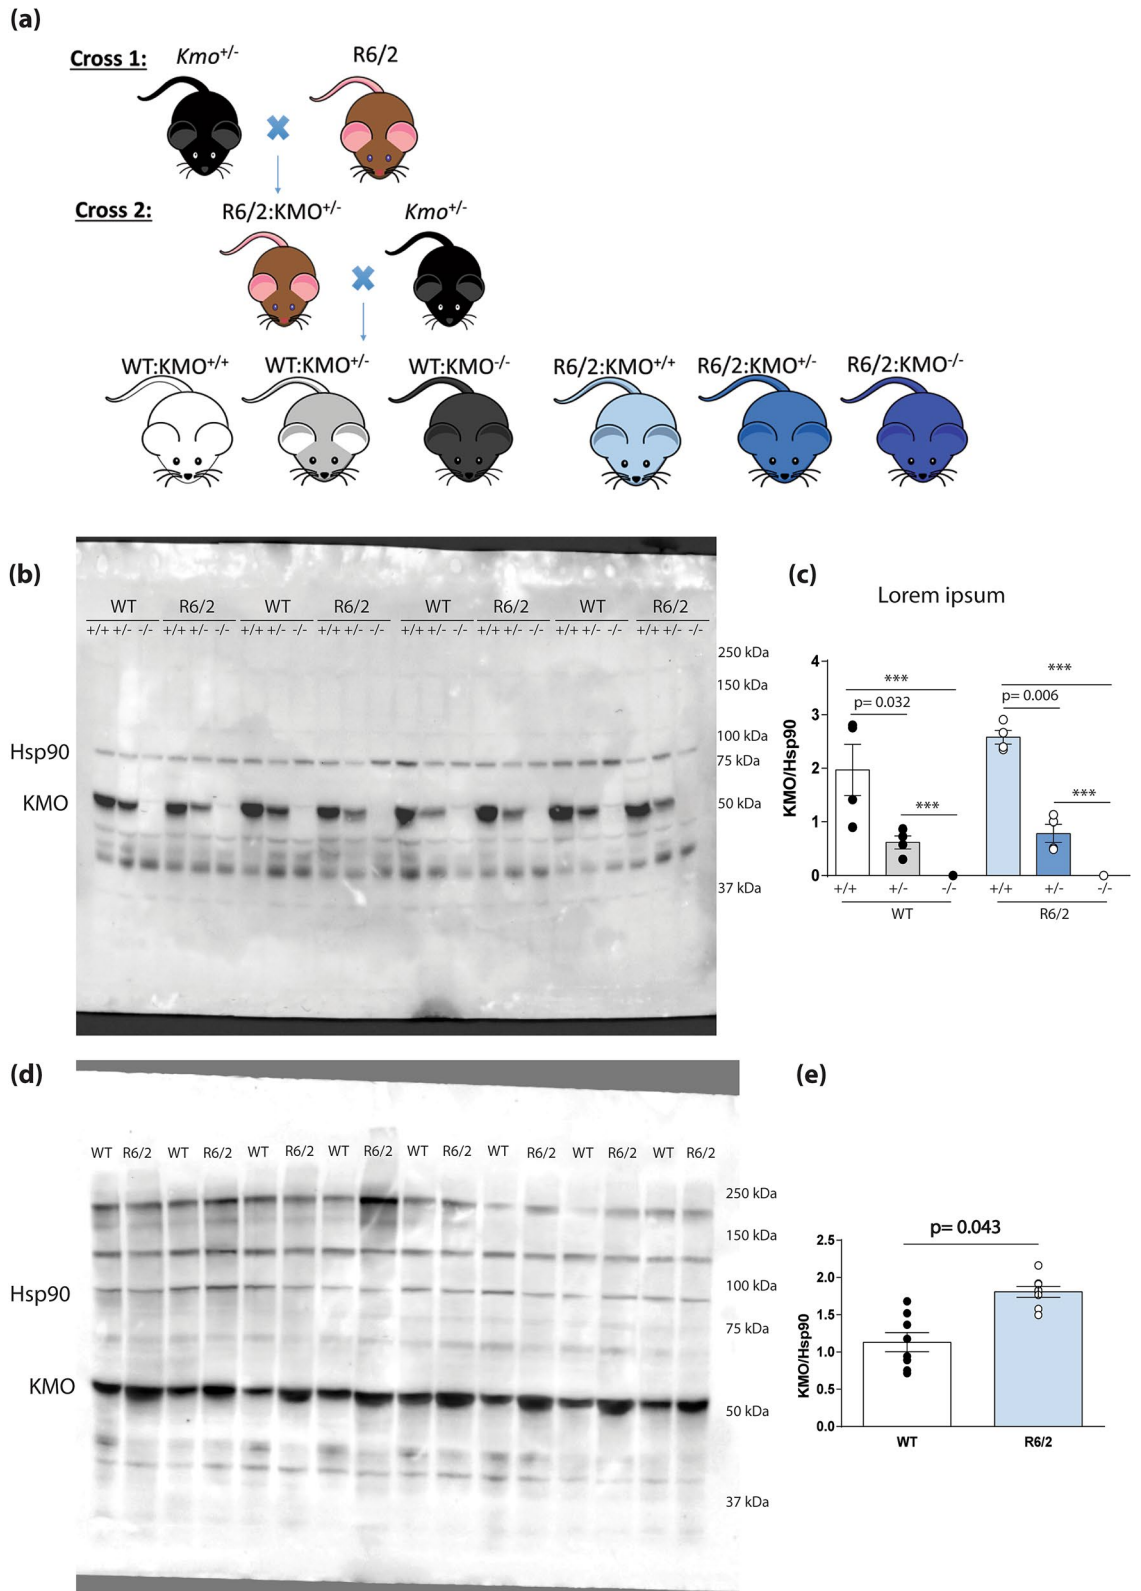 (a)
Cross 1: Kmo+/- R6/2
Cross 2: R6/2:KMO+/- Kmo+/-
WT:KMO+/+ WT:KMO+/- WT:KMO-/- R6/2:KMO+/+ R6/2:KMO+/- R6/2:KMO-/-
(b)
WT R6/2 WT R6/2 WT R6/2 WT R6/2
+/+ +/- -/- +/+ +/- -/- +/+ +/- -/- +/+ +/- -/- +/+ +/- -/- +/+ +/- -/- +/+ +/- -/- +/+ +/- -/-
250 kDa
150 kDa
100 kDa
Hsp90 75 kDa
KMO 50 kDa
37 kDa
(c)
Lorem ipsum
KMO/Hsp90
4
3
2
1
0
*** ***
p= 0.032 p= 0.006
*** ***
+/+ +/- -/- +/+ +/- -/-
WT R6/2
(d)
WT R6/2 WT R6/2 WT R6/2 WT R6/2 WT R6/2 WT R6/2 WT R6/2 WT R6/2
250 kDa
150 kDa
Hsp90 100 kDa
75 kDa
KMO 50 kDa
37 kDa
(e)
p= 0.043
KMO/Hsp90
2.5
2.0
1.5
1.0
0.5
0.0
WT R6/2